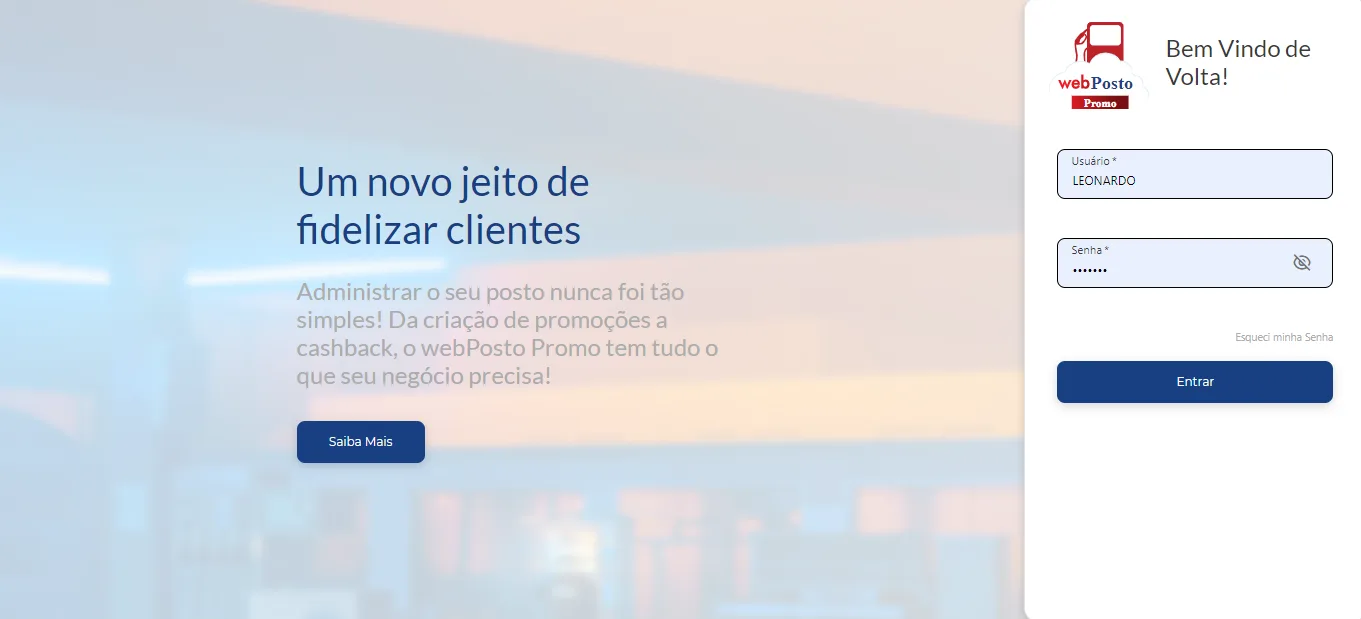 Um novo jeito de
fidelizar clientes
Administrar o seu posto nunca foi tão
simples! Da criação de promoções a
cashback, o webPosto Promo tem tudo o
que seu negócio precisa!
Saiba Mais
webPosto
Promo
Bem Vindo de
Volta!
Usuário *
LEONARDO
Senha *
•••••••
Esqueci minha Senha
Entrar